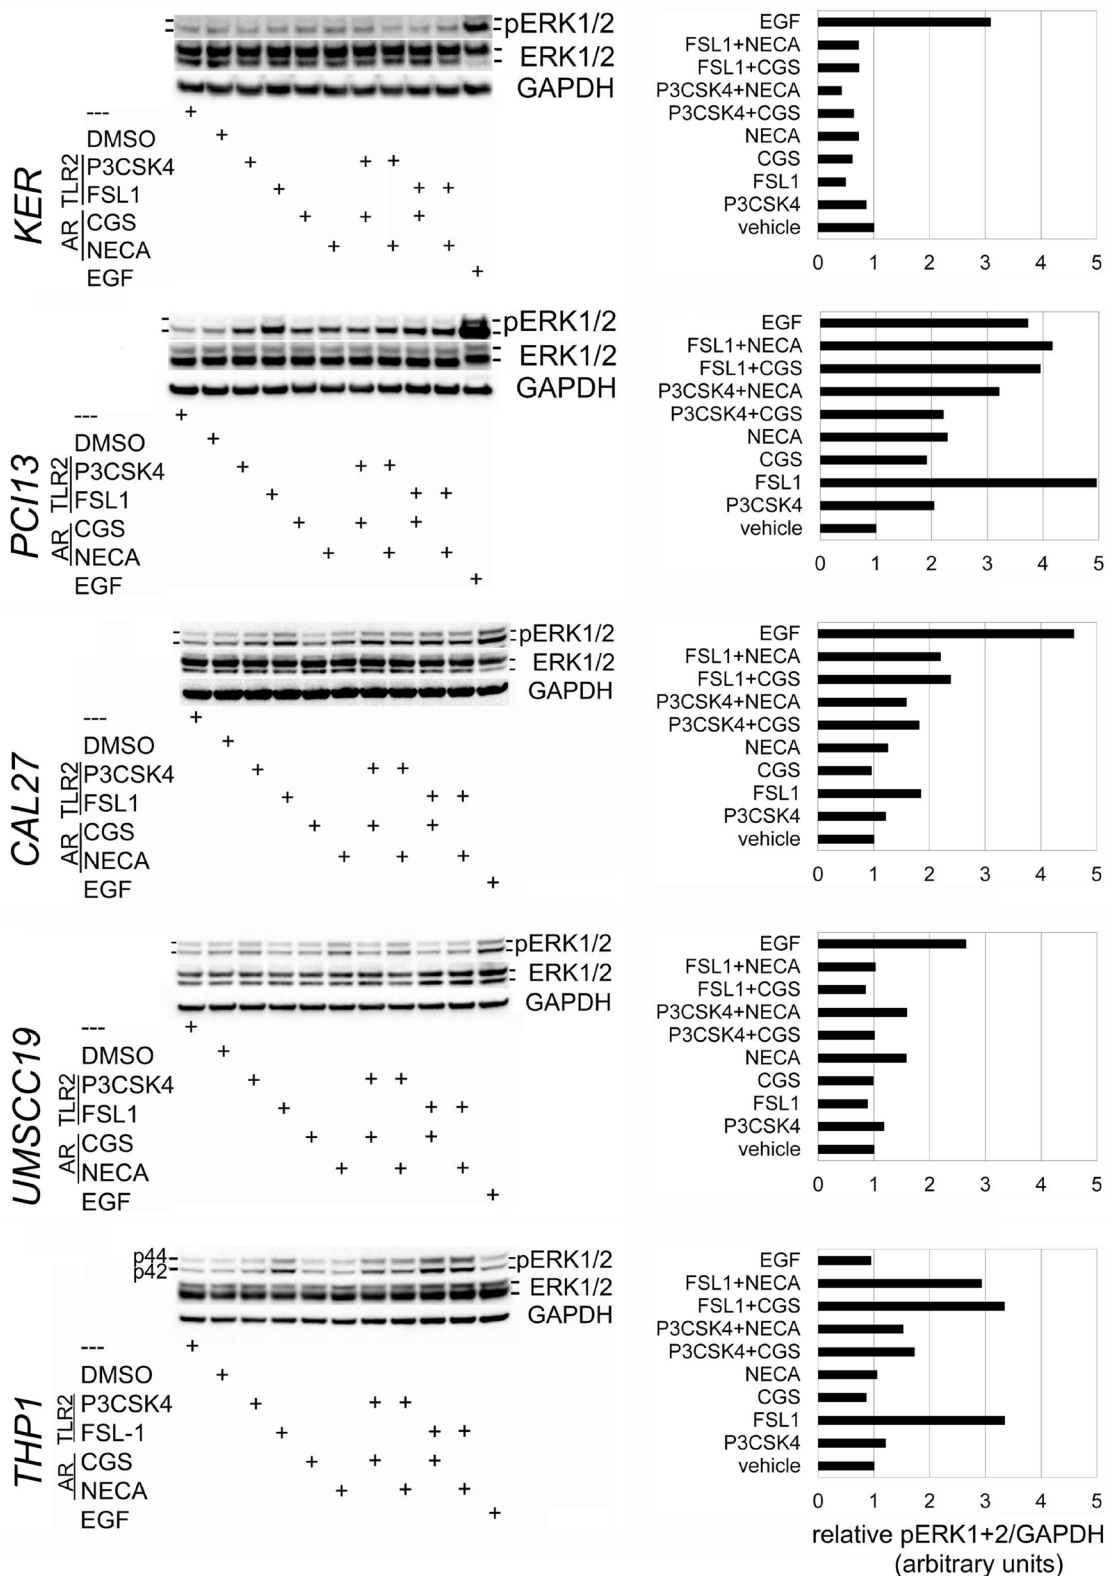 pERK1/2
ERK1/2
GAPDH
--- +
DMSO +
P3CSK4 + + +
FSL1 + + +
CGS + + +
NECA + + +
EGF +
TLR2
AR
KER
EGF
FSL1+NECA
FSL1+CGS
P3CSK4+NECA
P3CSK4+CGS
NECA
CGS
FSL1
P3CSK4
vehicle
0 1 2 3 4 5
pERK1/2
ERK1/2
GAPDH
--- +
DMSO +
P3CSK4 + + +
FSL1 + + +
CGS + + +
NECA + + +
EGF +
TLR2
AR
PCI13
EGF
FSL1+NECA
FSL1+CGS
P3CSK4+NECA
P3CSK4+CGS
NECA
CGS
FSL1
P3CSK4
vehicle
0 1 2 3 4 5
pERK1/2
ERK1/2
GAPDH
--- +
DMSO +
P3CSK4 + + +
FSL1 + + +
CGS + + +
NECA + + +
EGF +
TLR2
AR
CAL27
EGF
FSL1+NECA
FSL1+CGS
P3CSK4+NECA
P3CSK4+CGS
NECA
CGS
FSL1
P3CSK4
vehicle
0 1 2 3 4 5
pERK1/2
ERK1/2
GAPDH
--- +
DMSO +
P3CSK4 + + +
FSL1 + + +
CGS + + +
NECA + + +
EGF +
TLR2
AR
UMSCC19
EGF
FSL1+NECA
FSL1+CGS
P3CSK4+NECA
P3CSK4+CGS
NECA
CGS
FSL1
P3CSK4
vehicle
0 1 2 3 4 5
p44
p42
pERK1/2
ERK1/2
GAPDH
--- +
DMSO +
P3CSK4 + + +
FSL-1 + + +
CGS + + +
NECA + + +
EGF +
TLR2
AR
THP1
EGF
FSL1+NECA
FSL1+CGS
P3CSK4+NECA
P3CSK4+CGS
NECA
CGS
FSL1
P3CSK4
vehicle
0 1 2 3 4 5
relative pERK1+2/GAPDH
(arbitrary units)